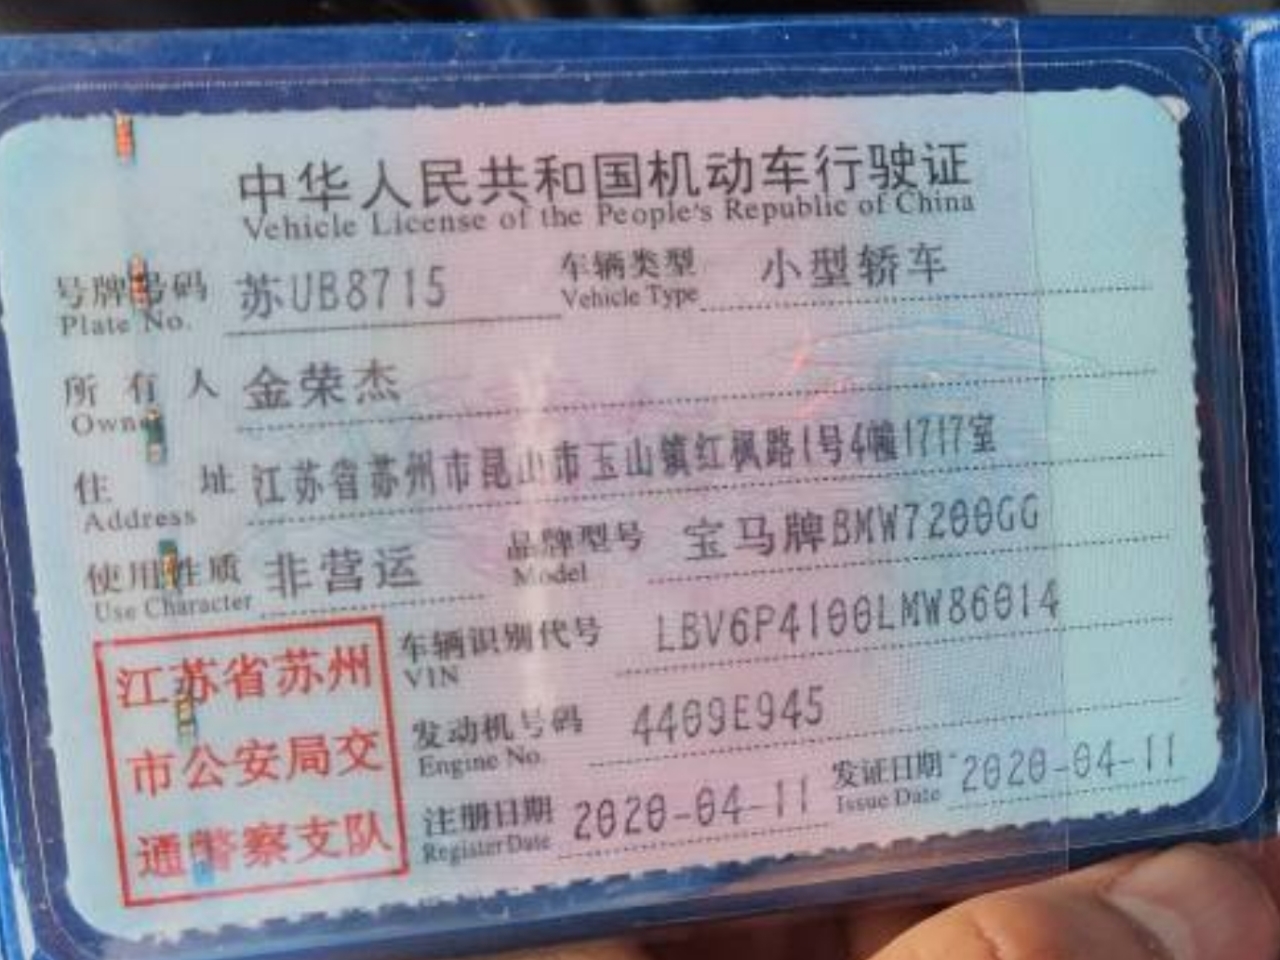 中华人民共和国机动车行驶证
Vehicle License of the People's Republic of China
号牌号码 苏UB8715 车辆类型 小型轿车
Plate No. Vehicle Type
所有人 金荣杰
Owner
住址 江苏省苏州市昆山市玉山镇红枫路1号4幢1717室
Address
使用性质 非营运 品牌型号 宝马牌BMW7200GG
Use Character Model
车辆识别代号 LBV6P4100LMW86014
VIN
发动机号码 4409E945
Engine No.
注册日期 2020-04-11 发证日期 2020-04-11
Register Date Issue Date
江苏省苏州
市公安局交
通警察支队